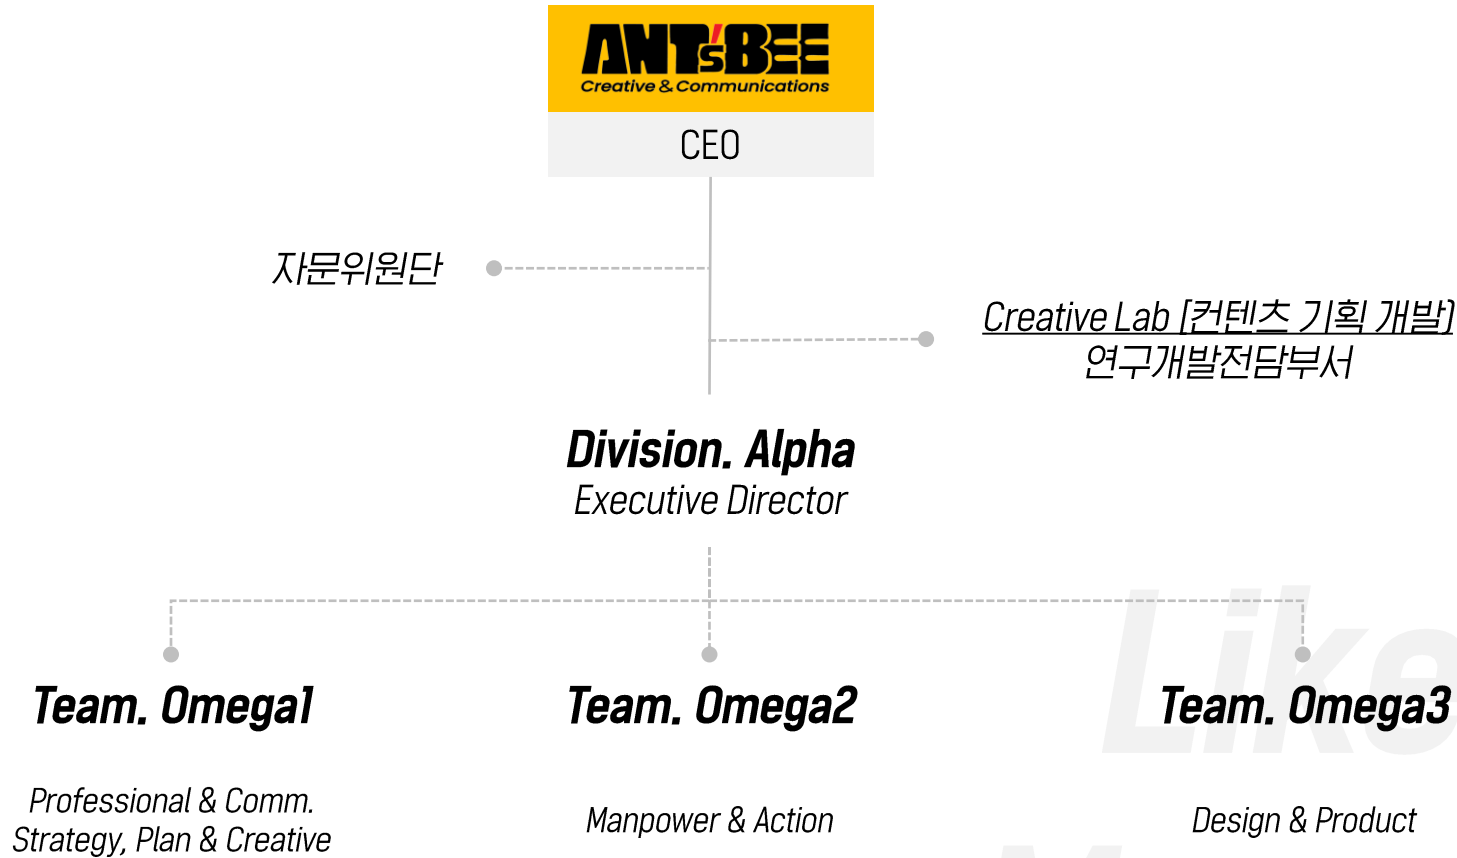 ANT'sBEE
Creative & Communications
CEO
자문위원단
Creative Lab [컨텐츠 기획 개발]
연구개발전담부서
Division. Alpha
Executive Director
Like
Team. Omega1
Team. Omega2
Team. Omega3
Professional & Comm.
Strategy, Plan & Creative
Manpower & Action
Design & Product